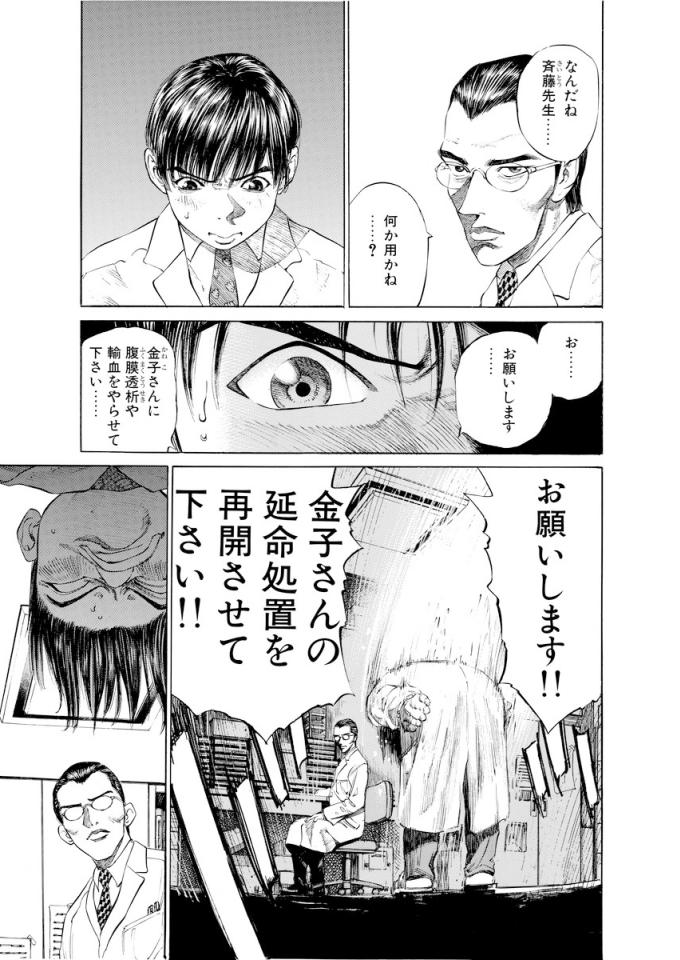 なんだね
斉藤先生……
何か用かね
……？
お……
お願いします
……
金子さんに
腹膜透析や
輸血をやらせて
下さい……
お願いします!!
金子さんの
延命処置を
再開させて
下さい!!